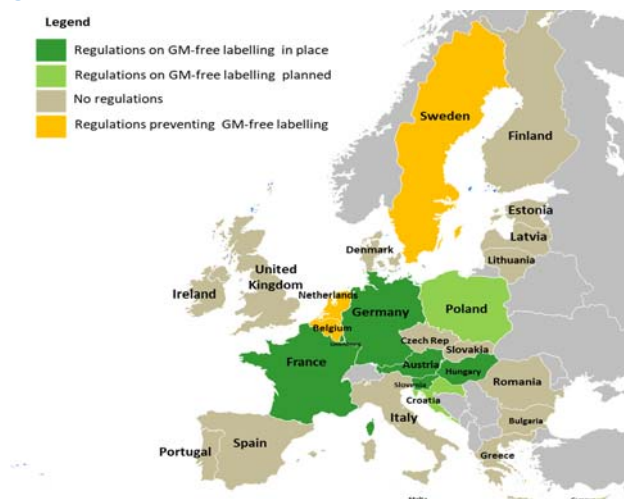 Legend
Regulations on GM-free labelling in place
Regulations on GM-free labelling planned
No regulations
Regulations preventing GM-free labelling
Sweden
Finland
Estonia
Latvia
Lithuania
Denmark
United
Kingdom
Ireland
Netherlands
Germany
Poland
Belgium
Czech Rep
Slovakia
France
Austria
Hungary
Slovenia
Romania
Croatia
Italy
Bulgaria
Portugal
Spain
Greece